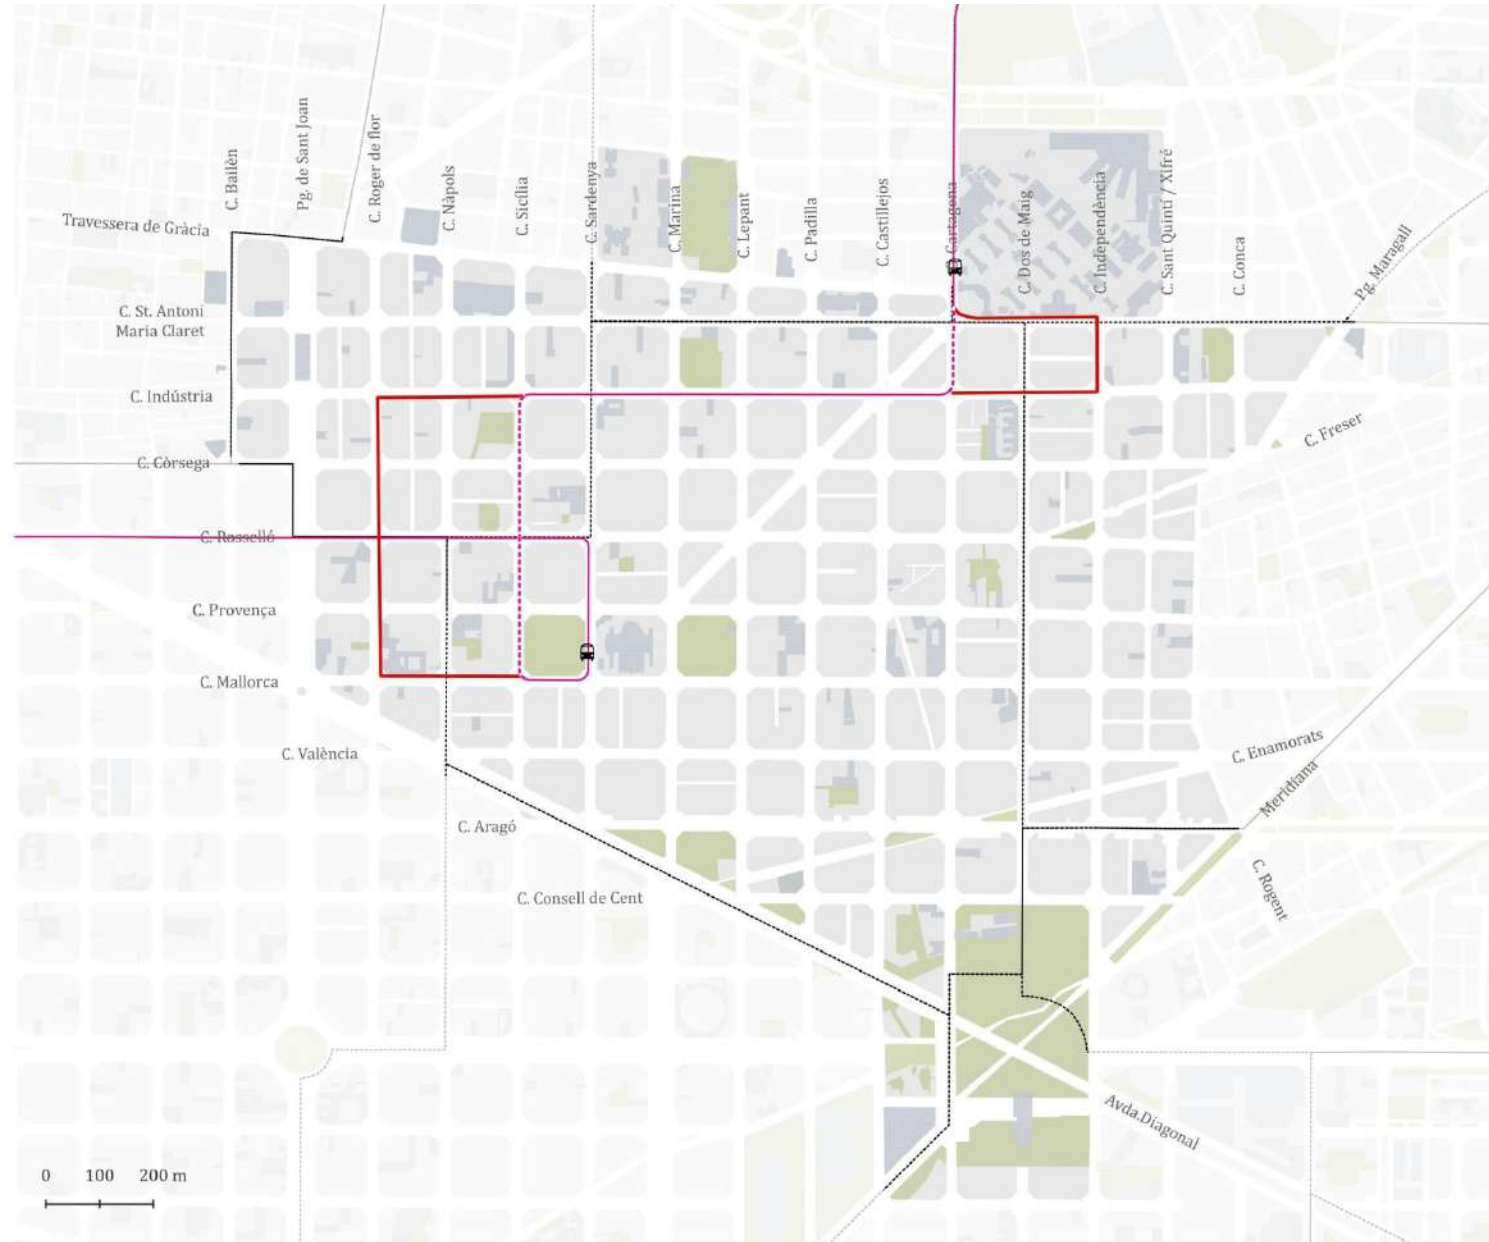 C. Bailèn
Pg. de Sant Joan
C. Roger de flor
C. Nàpols
C. Sicília
C. Sardenya
C. Marina
C. Lepant
C. Padilla
C. Castillejos
C. Cartagena
C. Dos de Maig
C. Independència
C. Sant Quintí / Xifré
C. Conca
Pg. Maragall
Travessera de Gràcia
C. St. Antoni
Maria Claret
C. Indústria
C. Freser
C. Còrsega
C. Rosselló
C. Provença
C. Mallorca
C. València
C. Enamorats
Meridiana
C. Aragó
C. Rogent
C. Consell de Cent
Avda.Diagonal
0 100 200 m